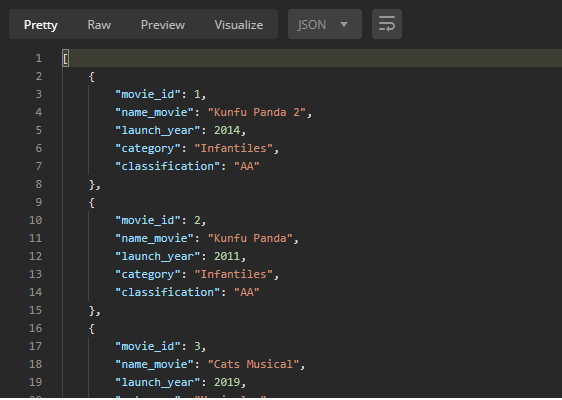 Pretty Raw Preview Visualize JSON
1 [
2 {
3 "movie_id": 1,
4 "name_movie": "Kunfu Panda 2",
5 "launch_year": 2014,
6 "category": "Infantiles",
7 "classification": "AA"
8 },
9 {
10 "movie_id": 2,
11 "name_movie": "Kunfu Panda",
12 "launch_year": 2011,
13 "category": "Infantiles",
14 "classification": "AA"
15 },
16 {
17 "movie_id": 3,
18 "name_movie": "Cats Musical",
19 "launch_year": 2019,